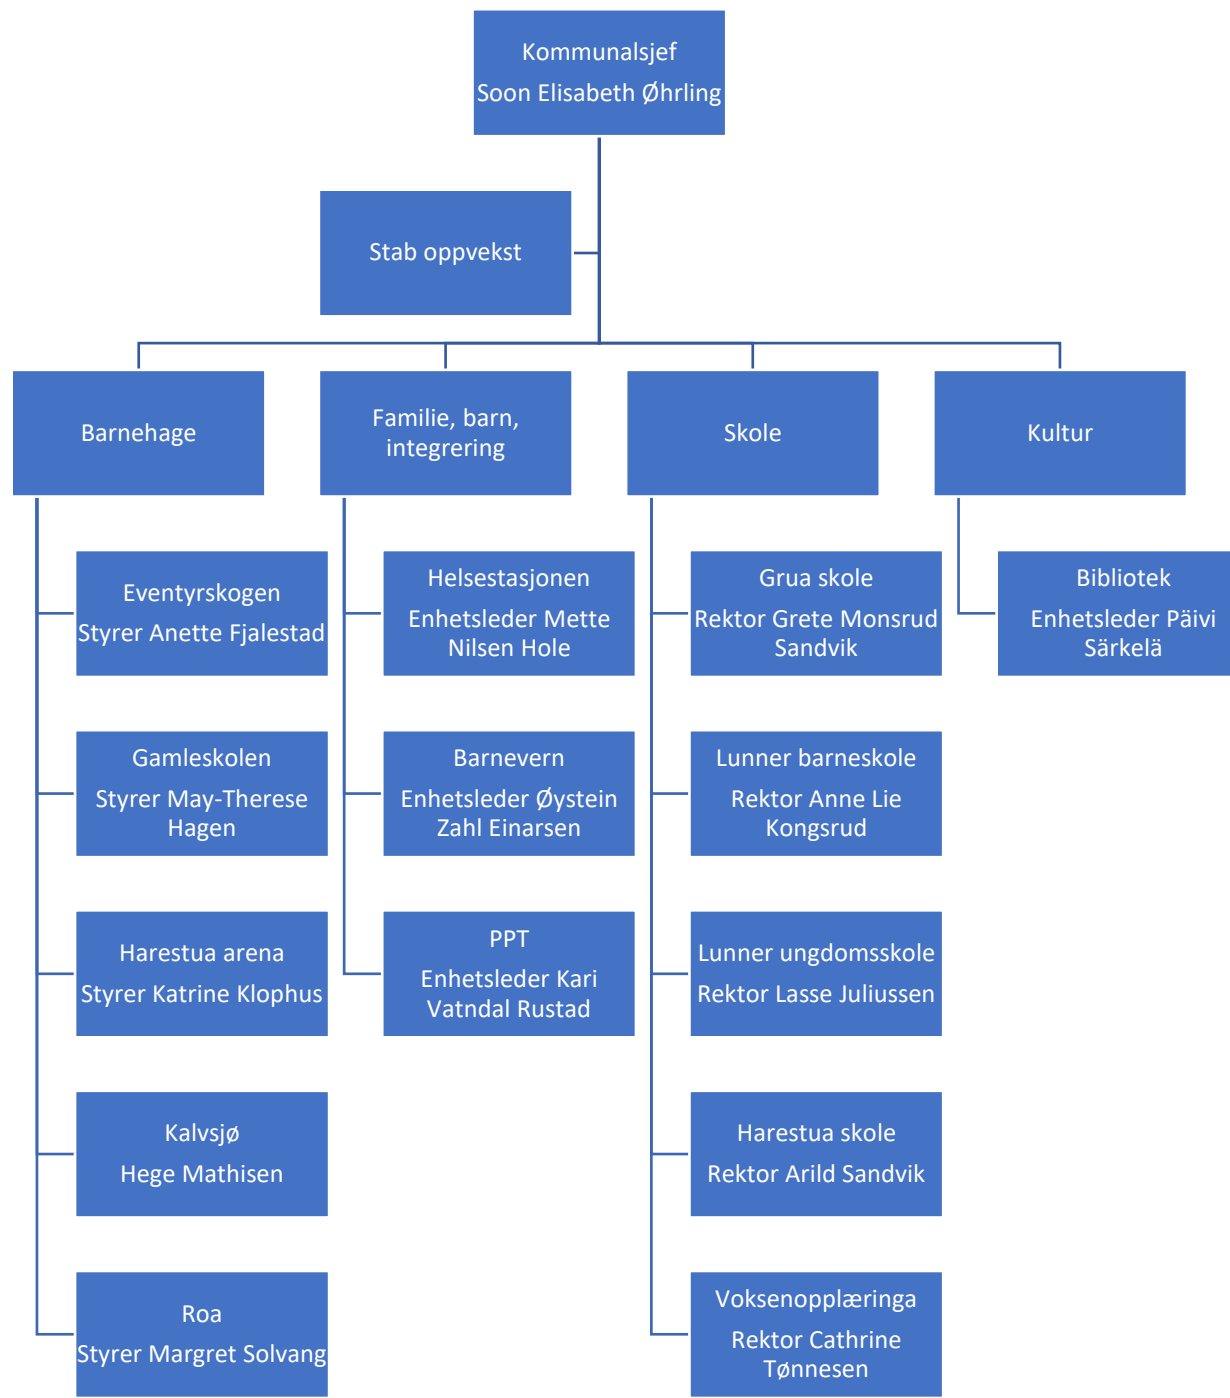 Kommunalsjef
Soon Elisabeth Øhrling
Stab oppvekst
Barnehage
Familie, barn,
integrering
Skole
Kultur
Eventyrskogen
Styrer Anette Fjalestad
Gamleskolen
Styrer May-Therese
Hagen
Harestua arena
Styrer Katrine Klophus
Kalvsjø
Hege Mathisen
Roa
Styrer Margret Solvang
Helsestasjonen
Enhetsleder Mette
Nilsen Hole
Barnevern
Enhetsleder Øystein
Zahl Einarsen
PPT
Enhetsleder Kari
Vatndal Rustad
Grua skole
Rektor Grete Monsrud
Sandvik
Lunner barneskole
Rektor Anne Lie
Kongsrud
Lunner ungdomsskole
Rektor Lasse Juliussen
Harestua skole
Rektor Arild Sandvik
Voksenopplæringa
Rektor Cathrine
Tønnesen
Bibliotek
Enhetsleder Päivi
Särkelä